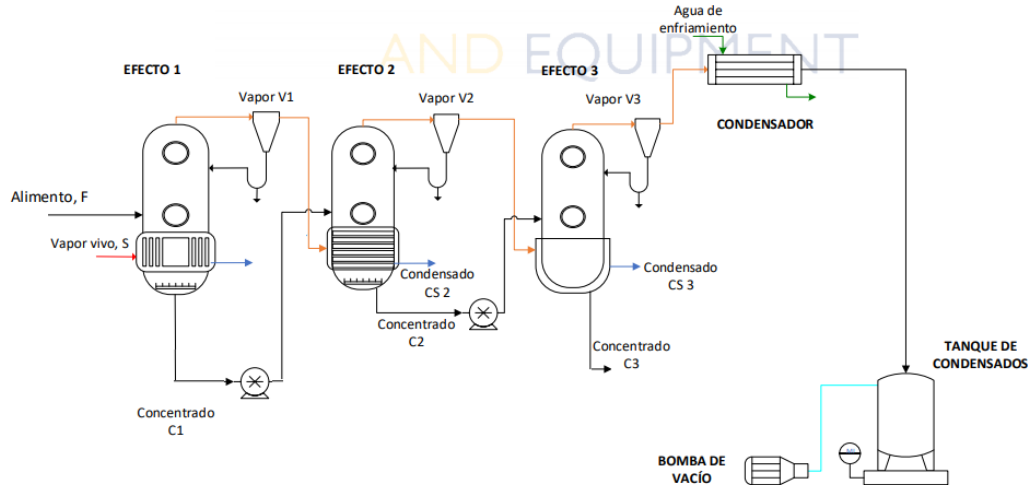 AND EQUIPMENT
Agua de
enfriamiento
EFECTO 1
EFECTO 2
EFECTO 3
Vapor V1
Vapor V2
Vapor V3
CONDENSADOR
Alimento, F
Vapor vivo, S
Condensado
CS 2
Condensado
CS 3
Concentrado
C1
Concentrado
C2
Concentrado
C3
TANQUE DE
CONDENSADOS
BOMBA DE
VACÍO